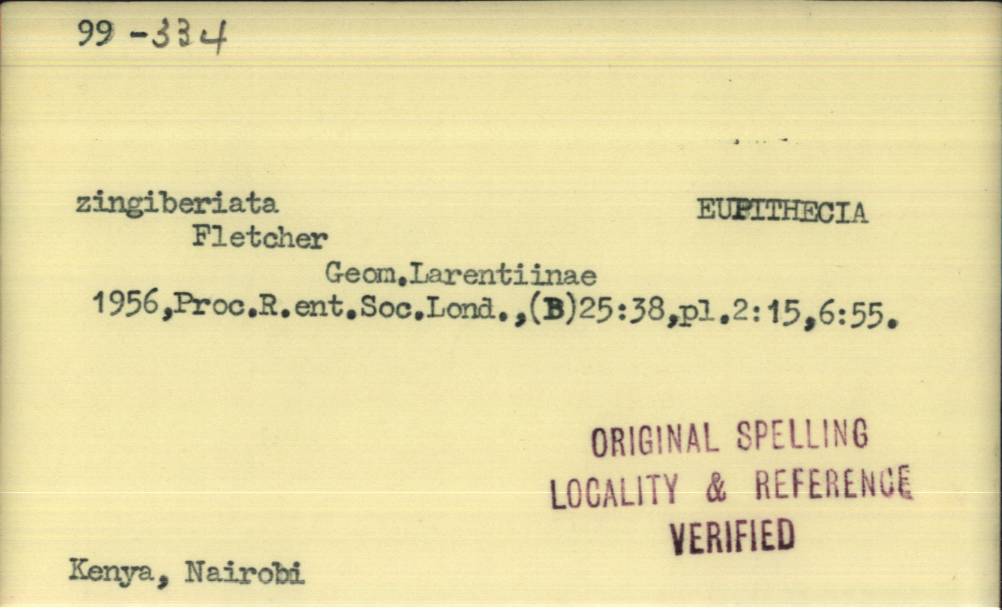 99 -334
zingiberiata EUPITHECIA
Fletcher
Geom.Larentiinae
1956,Proc.R.ent.Soc.Lond.,(B)25:38,pl.2:15,6:55.
ORIGINAL SPELLING
LOCALITY & REFERENCE
VERIFIED
Kenya, Nairobi